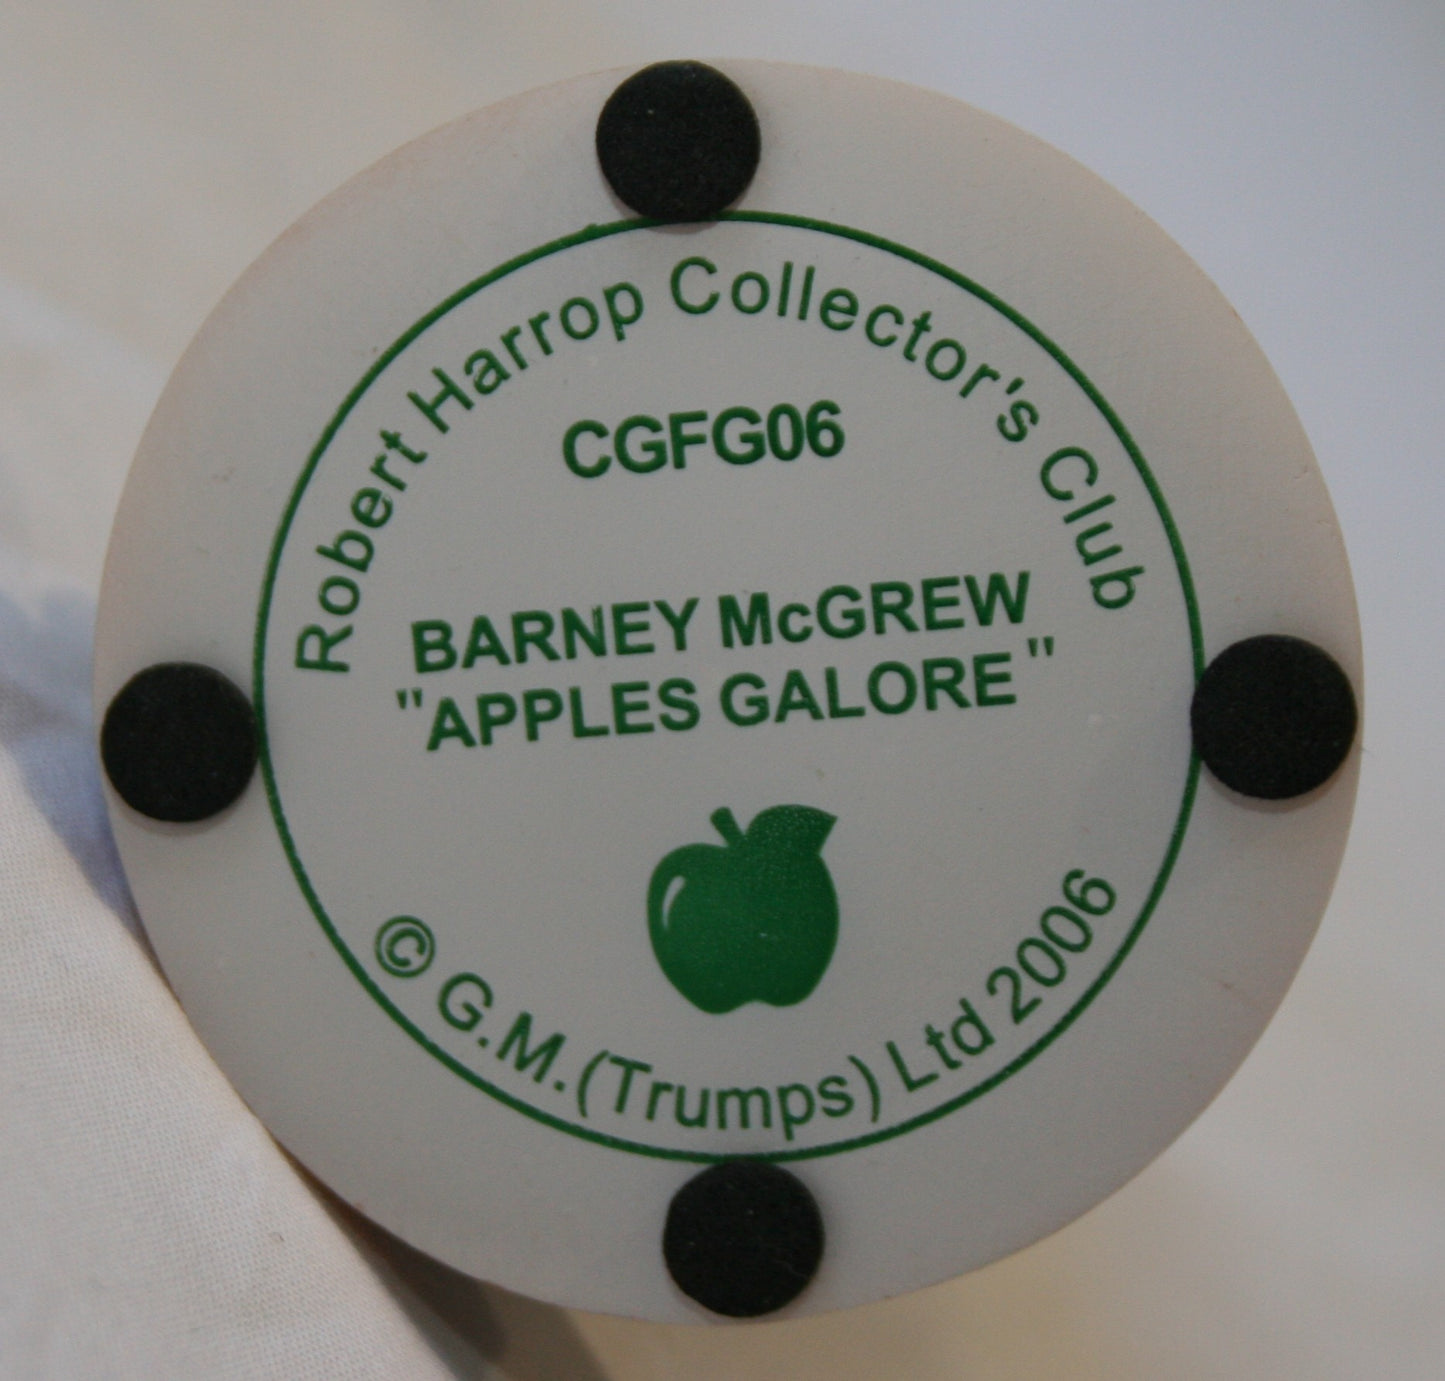 Robert Harrop Collector's Club
CGFG06
BARNEY McGREW
"APPLES GALORE"
© G.M.(Trumps) Ltd 2006